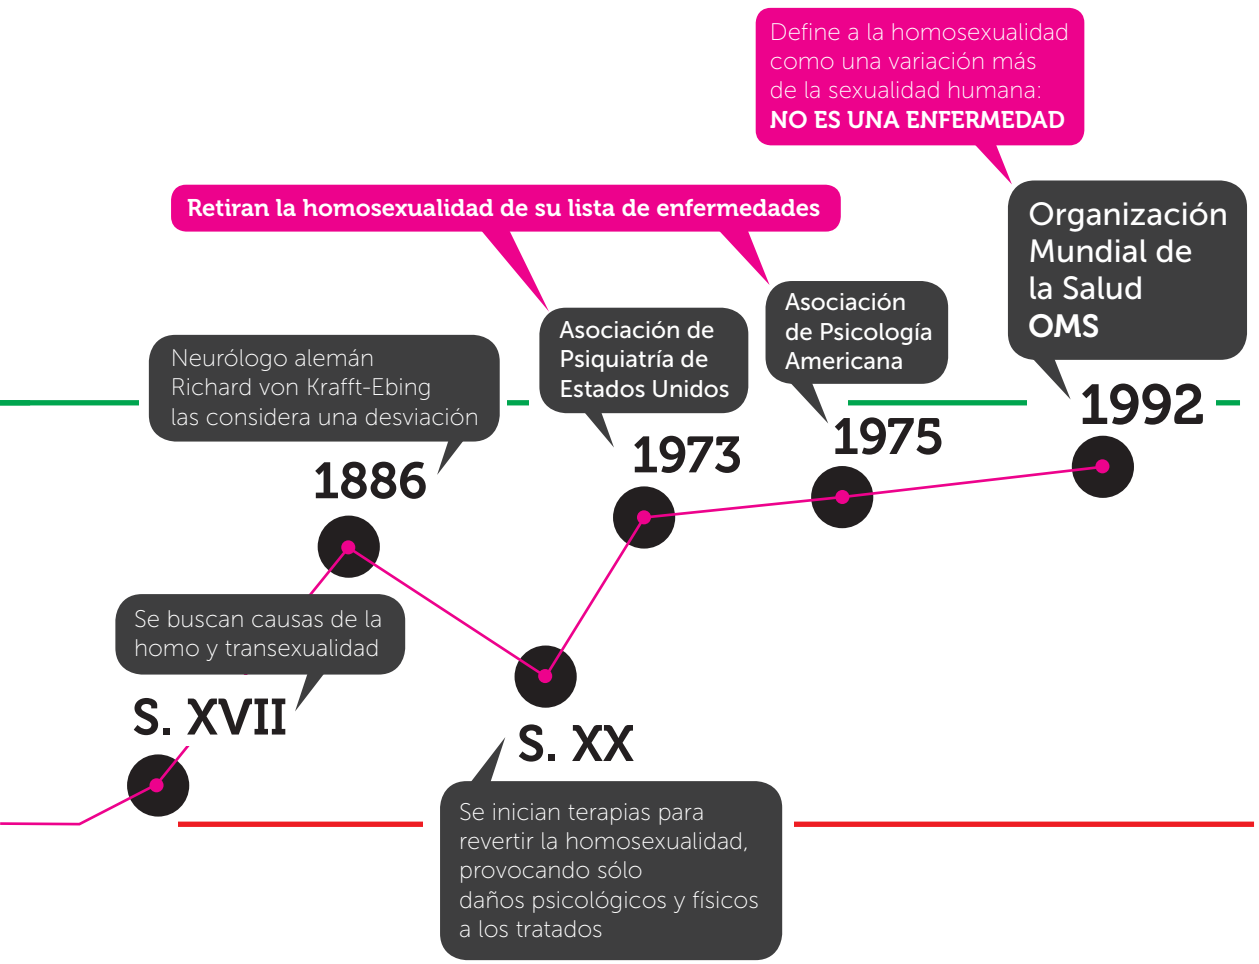 Define a la homosexualidad
como una variación más
de la sexualidad humana:
NO ES UNA ENFERMEDAD
Retiran la homosexualidad de su lista de enfermedades
Organización
Mundial de
la Salud
OMS
1992
Asociación
de Psicología
Americana
1975
Asociación de
Psiquiatría de
Estados Unidos
1973
Neurólogo alemán
Richard von Krafft-Ebing
las considera una desviación
1886
Se buscan causas de la
homo y transexualidad
S. XVII
S. XX
Se inician terapias para
revertir la homosexualidad,
provocando sólo
daños psicológicos y físicos
a los tratados